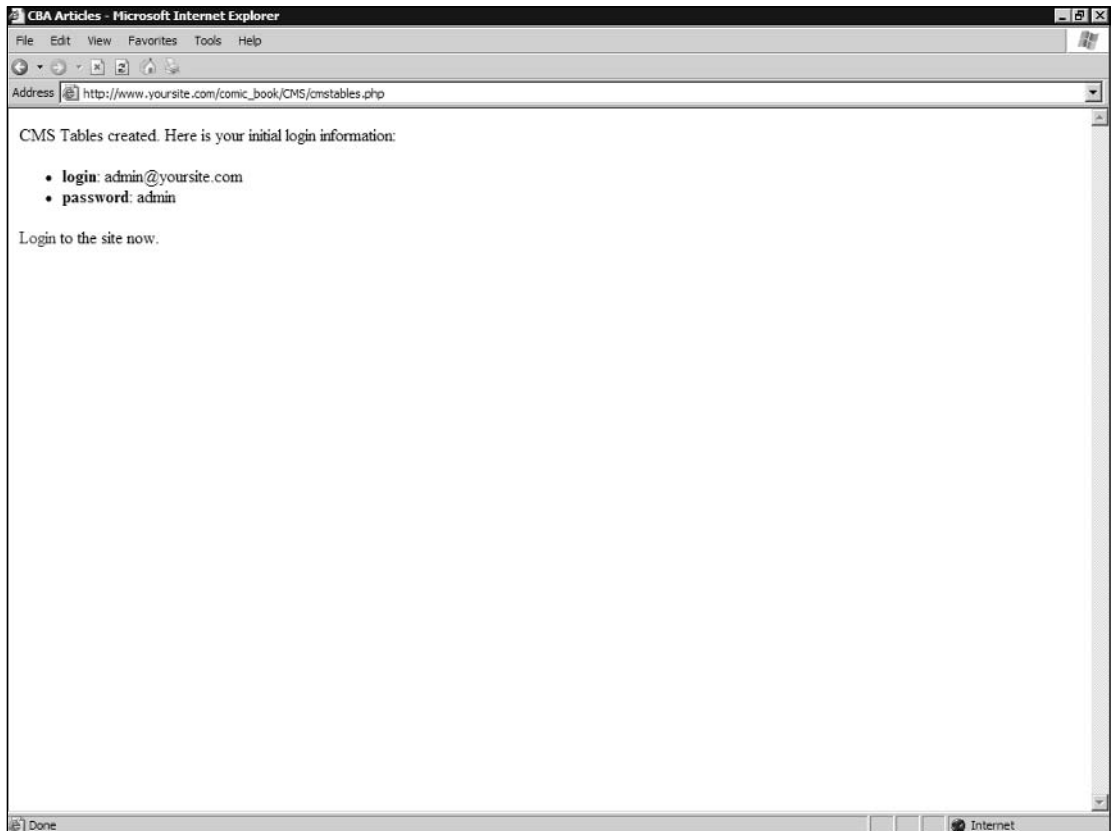 CBA Articles - Microsoft Internet Explorer
File Edit View Favorites Tools Help
Address http://www.yoursite.com/comic_book/CMS/cmstables.php
CMS Tables created. Here is your initial login information:
• login: admin@yoursite.com
• password: admin
Login to the site now.
Done Internet